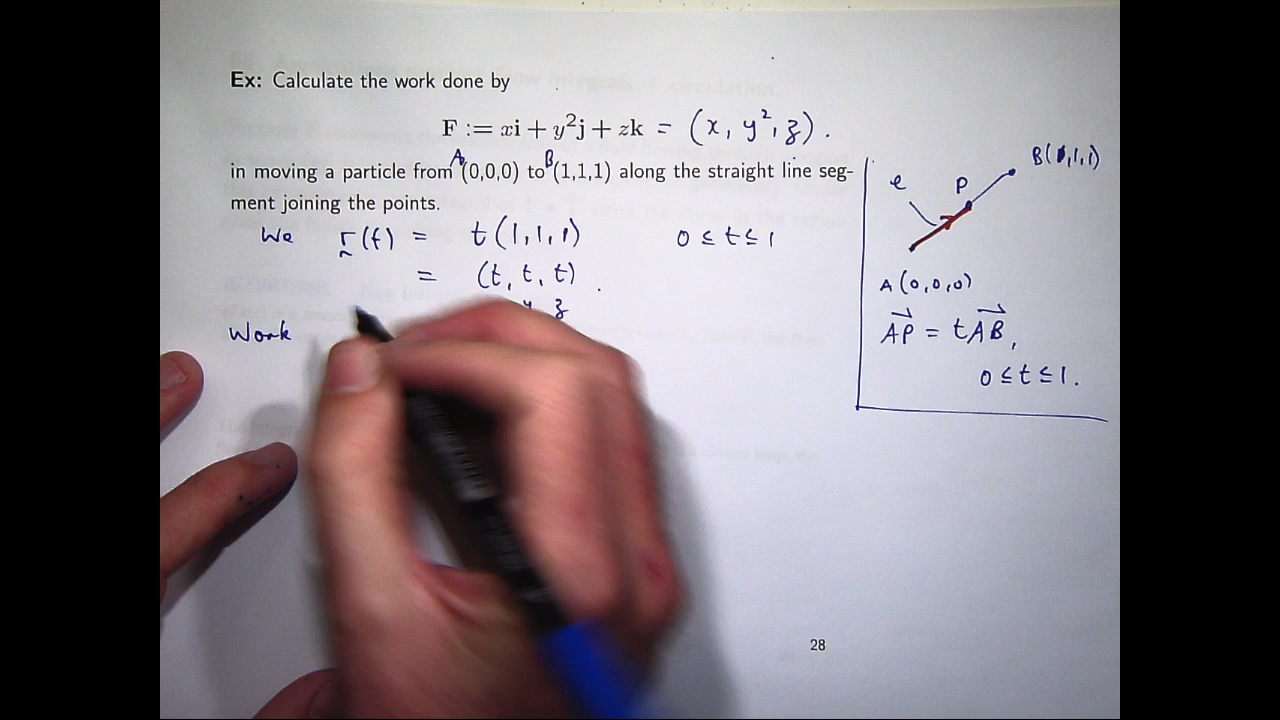 Ex: Calculate the work done by
F := xi + y²j + zk = (x, y², z).
in moving a particle from A(0,0,0) to B(1,1,1) along the straight line seg-
ment joining the points.
We r(t) = t(1,1,1) 0 ≤ t ≤ 1
= (t, t, t).
y z
Work
B(1,1,1)
e P
A(0,0,0)
AP = tAB,
0 ≤ t ≤ 1.
28